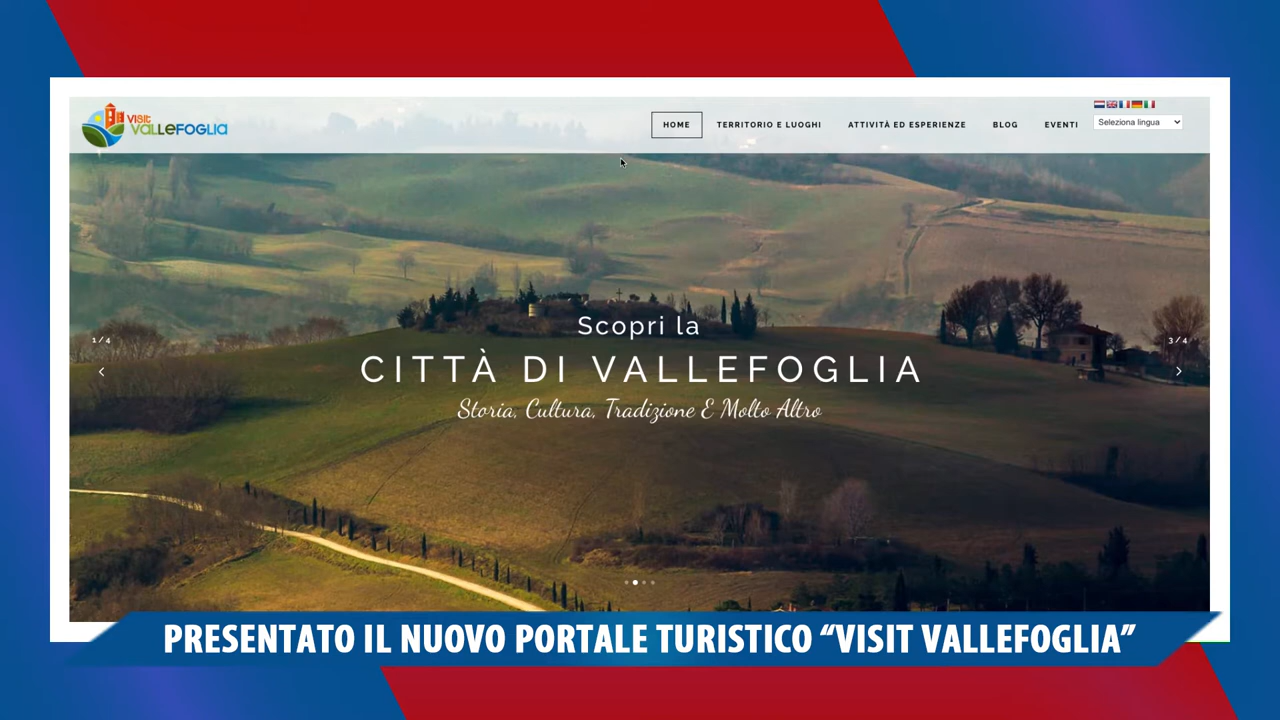 visit
vallefoglia
HOME
TERRITORIO E LUOGHI
ATTIVITÀ ED ESPERIENZE
BLOG
EVENTI
Seleziona lingua
1/4
3/4
Scopri la
CITTÀ DI VALLEFOGLIA
Storia, Cultura, Tradizione E Molto Altro
PRESENTATO IL NUOVO PORTALE TURISTICO “VISIT VALLEFOGLIA”